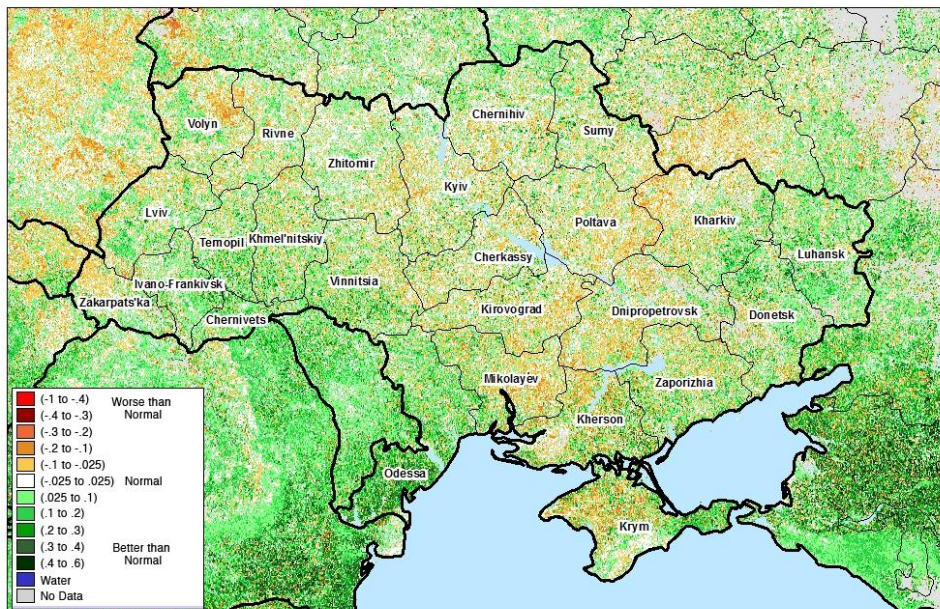 Chernihiv
Volyn
Rivne
Sumy
Zhitomir
Kyiv
Lviv
Poltava
Kharkiv
Ternopil
Khmel'nitskiy
Cherkassy
Luhansk
Vinnitsia
Ivano-Frankivsk
Zakarpats'ka
Kirovograd
Dnipropetrovsk
Donetsk
Chernivets
Mikolayev
Zaporizhia
Kherson
Odessa
Krym
(-1 to -.4) Worse than
(-.4 to -.3) Normal
(-.3 to -.2)
(-.2 to -.1)
(-.1 to -.025)
(-.025 to .025) Normal
(.025 to .1)
(.1 to .2)
(.2 to .3)
(.3 to .4) Better than
(.4 to .6) Normal
Water
No Data